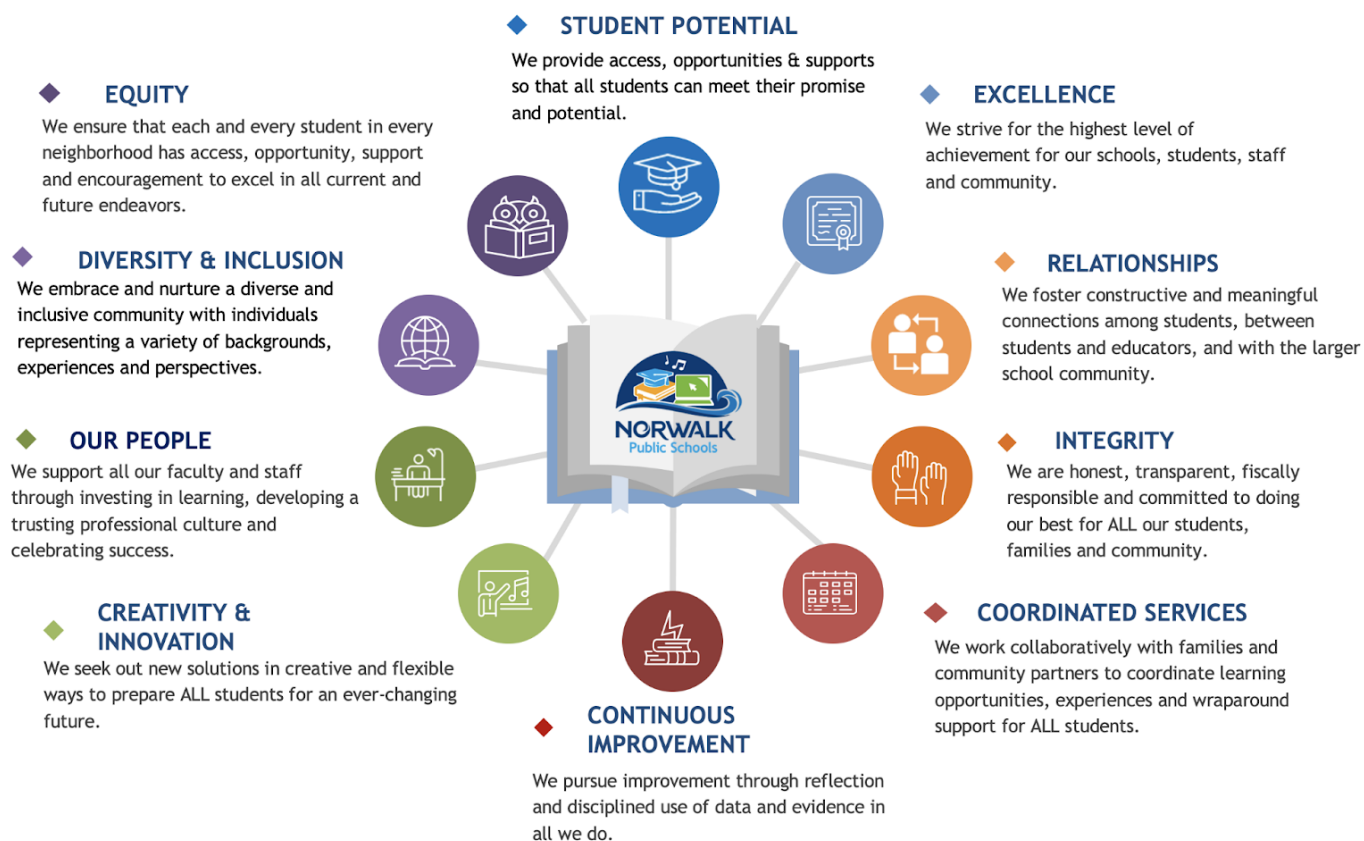 STUDENT POTENTIAL
We provide access, opportunities & supports
so that all students can meet their promise
and potential.
EQUITY
We ensure that each and every student in every
neighborhood has access, opportunity, support
and encouragement to excel in all current and
future endeavors.
EXCELLENCE
We strive for the highest level of
achievement for our schools, students, staff
and community.
DIVERSITY & INCLUSION
We embrace and nurture a diverse and
inclusive community with individuals
representing a variety of backgrounds,
experiences and perspectives.
RELATIONSHIPS
We foster constructive and meaningful
connections among students, between
students and educators, and with the larger
school community.
NORWALK
Public Schools
OUR PEOPLE
We support all our faculty and staff
through investing in learning, developing a
trusting professional culture and
celebrating success.
INTEGRITY
We are honest, transparent, fiscally
responsible and committed to doing
our best for ALL our students,
families and community.
CREATIVITY &
INNOVATION
We seek out new solutions in creative and flexible
ways to prepare ALL students for an ever-changing
future.
COORDINATED SERVICES
We work collaboratively with families and
community partners to coordinate learning
opportunities, experiences and wraparound
support for ALL students.
CONTINUOUS
IMPROVEMENT
We pursue improvement through reflection
and disciplined use of data and evidence in
all we do.